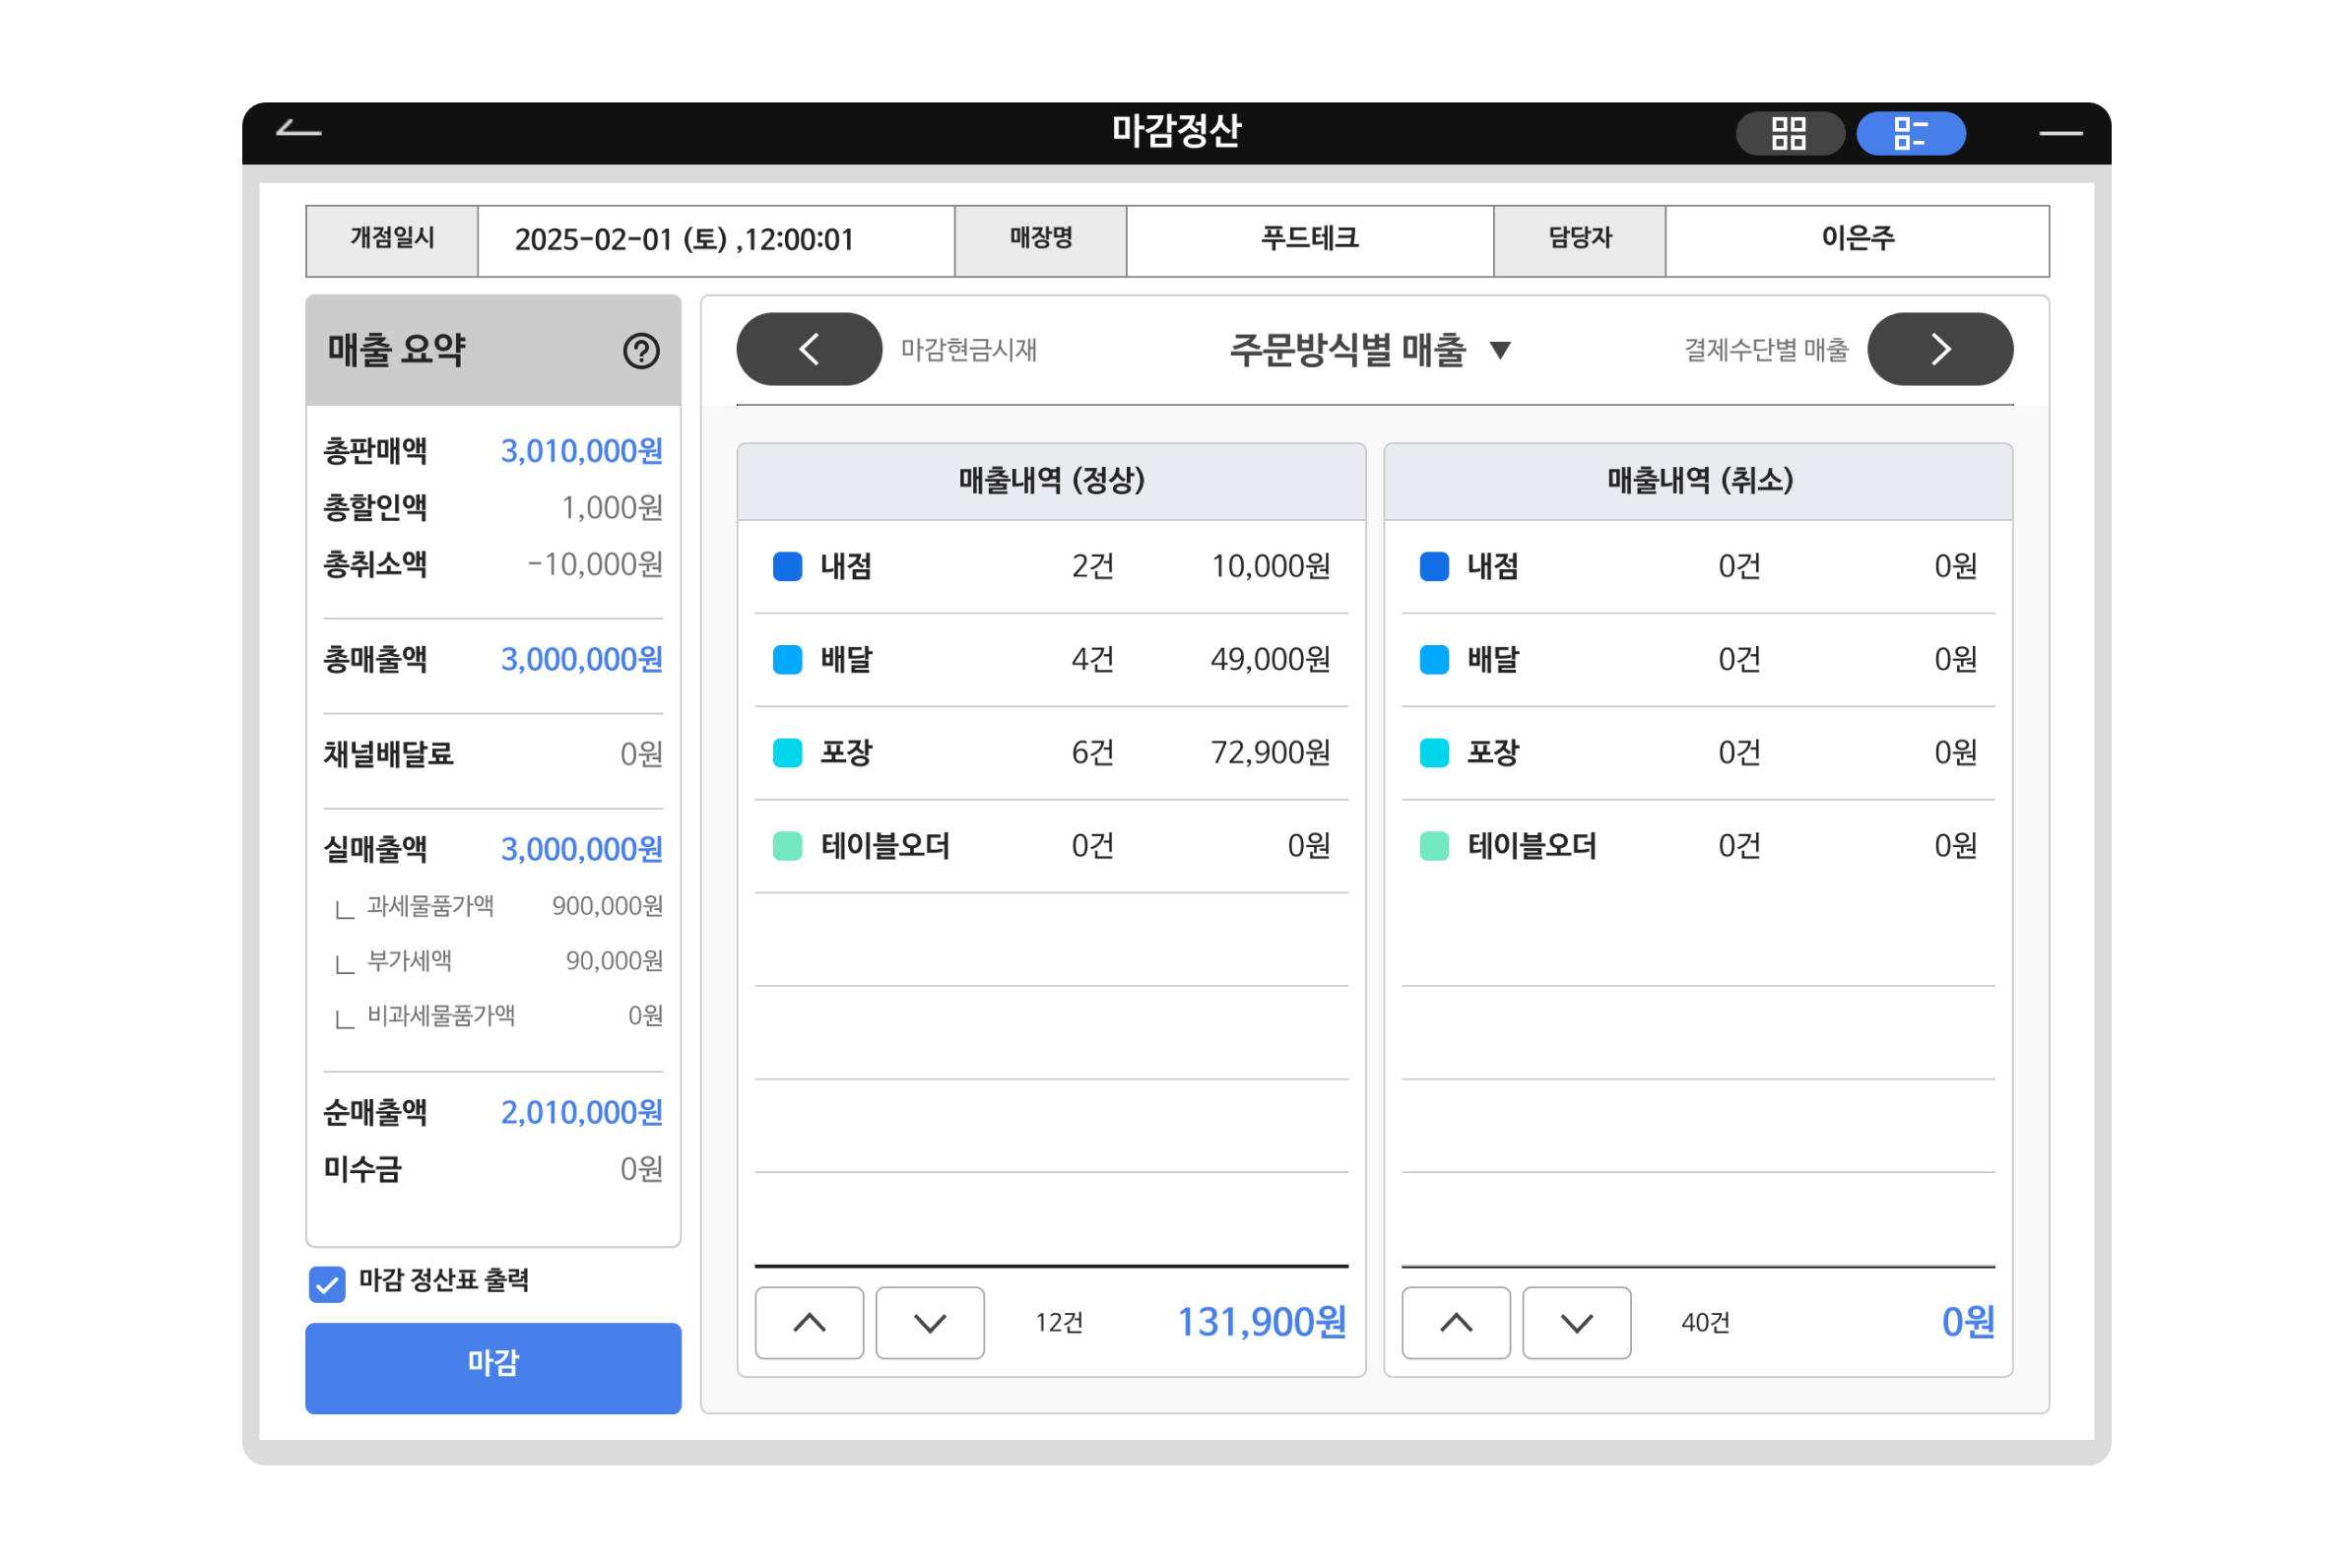 마감정산
개점일시 2025-02-01 (토) ,12:00:01 매장명 푸드테크 담당자 이은주
매출 요약 ?
총판매액 3,010,000원
총할인액 1,000원
총취소액 -10,000원
총매출액 3,000,000원
채널배달료 0원
실매출액 3,000,000원
과세물품가액 900,000원
부가세액 90,000원
비과세물품가액 0원
순매출액 2,010,000원
미수금 0원
마감 정산표 출력
마감
마감현금시재 주문방식별 매출 ▼ 결제수단별 매출
매출내역 (정상)
내점 2건 10,000원
배달 4건 49,000원
포장 6건 72,900원
테이블오더 0건 0원
12건 131,900원
매출내역 (취소)
내점 0건 0원
배달 0건 0원
포장 0건 0원
테이블오더 0건 0원
40건 0원